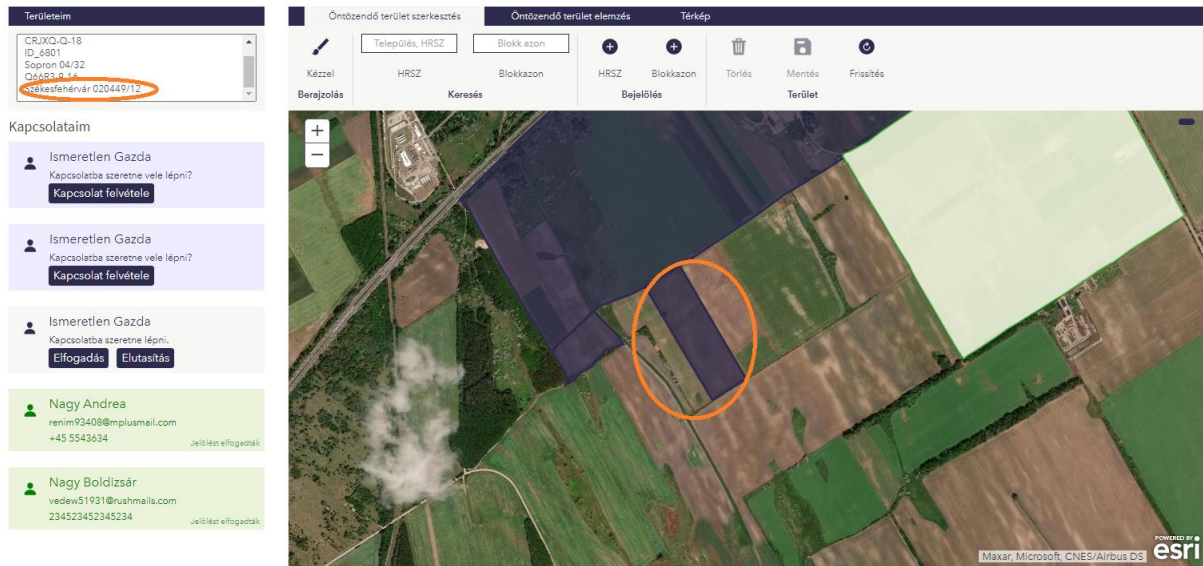 Területeim
CRJXQ-Q-18
ID_6801
Sopron 04/32
Q66R3-9-16
Székesfehérvár 020449/12
Kapcsolataim
Ismeretlen Gazda
Kapcsolatba szeretne vele lépni?
Kapcsolat felvétele
Ismeretlen Gazda
Kapcsolatba szeretne vele lépni?
Kapcsolat felvétele
Ismeretlen Gazda
Kapcsolatba szeretne lépni.
Elfogadás Elutasítás
Nagy Andrea
renim93408@mplusmail.com
+45 5543634
Jelölést elfogadták
Nagy Boldizsár
vedew51931@rushmails.com
234523452345234
Jelölést elfogadták
Öntözendő terület szerkesztés Öntözendő terület elemzés Térkép
Település, HRSZ Blokk azon
Kézzel HRSZ Blokkazon HRSZ Blokkazon Törlés Mentés Frissítés
Berajzolás Keresés Bejelölés Terület
+
−
Maxar, Microsoft, CNES/Airbus DS
POWERED BY
esri